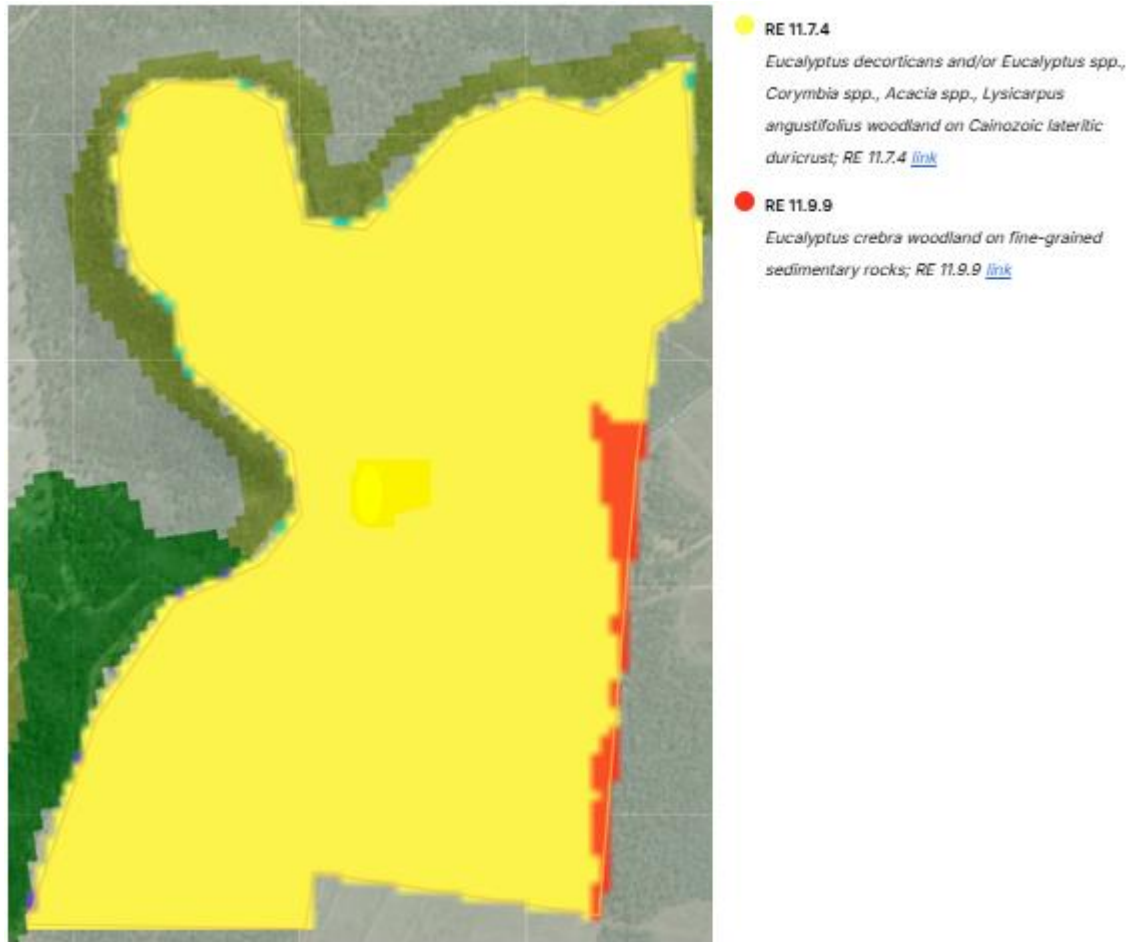 RE 11.7.4
Eucalyptus decorticans and/or Eucalyptus spp.,
Corymbia spp., Acacia spp., Lysicarpus
angustifolius woodland on Cainozoic lateritic
duricrust; RE 11.7.4 link
RE 11.9.9
Eucalyptus crebra woodland on fine-grained
sedimentary rocks; RE 11.9.9 link